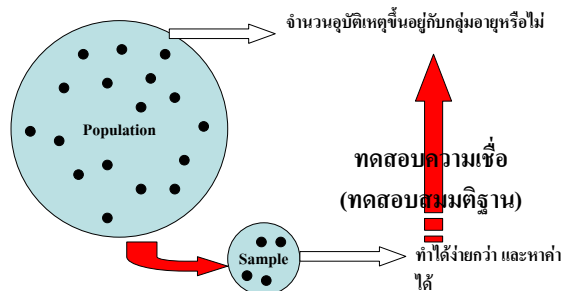 จำนวนอุบัติเหตุขึ้นอยู่กับกลุ่มอายุหรือไม่
Population
ทดสอบความเชื่อ
(ทดสอบสมมติฐาน)
Sample
ทำได้ง่ายกว่า และหาค่า
ได้